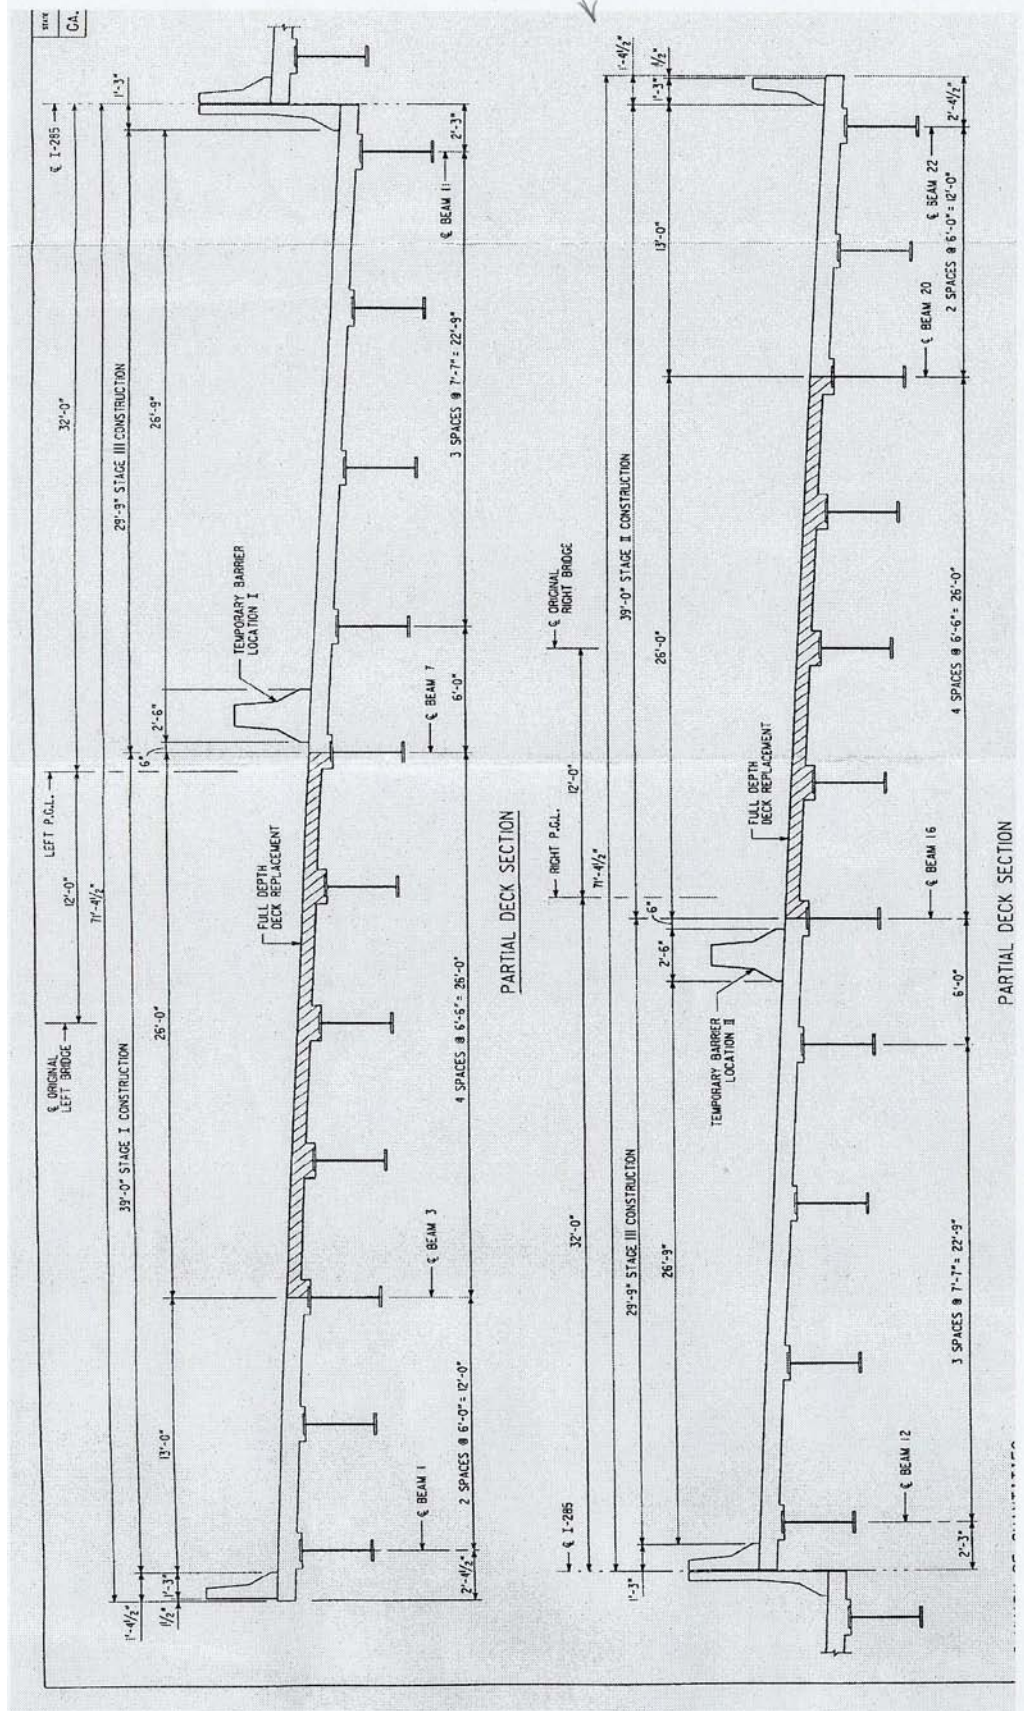 STATE
GA.
℄ I-285
LEFT P.G.L.
32'-0"
℄ ORIGINAL
LEFT BRIDGE
12'-0"
71'-4½"
39'-0" STAGE I CONSTRUCTION
29'-9" STAGE III CONSTRUCTION
1'-3"
1'-4½"
1'-3"
½"
13'-0"
26'-0"
6"
2'-6"
26'-9"
TEMPORARY BARRIER
LOCATION I
FULL DEPTH
DECK REPLACEMENT
℄ BEAM 1
℄ BEAM 3
℄ BEAM 7
℄ BEAM 11
2'-4½"
2 SPACES @ 6'-0" = 12'-0"
4 SPACES @ 6'-6" = 26'-0"
6'-0"
3 SPACES @ 7'-7" = 22'-9"
2'-3"
PARTIAL DECK SECTION
℄ I-285
RIGHT P.G.L.
℄ ORIGINAL
RIGHT BRIDGE
32'-0"
12'-0"
71'-4½"
1'-3"
29'-9" STAGE III CONSTRUCTION
39'-0" STAGE II CONSTRUCTION
1'-4½"
26'-9"
2'-6"
6"
26'-0"
13'-0"
1'-3"
½"
TEMPORARY BARRIER
LOCATION II
FULL DEPTH
DECK REPLACEMENT
℄ BEAM 12
℄ BEAM 16
℄ BEAM 20
℄ BEAM 22
2'-3"
3 SPACES @ 7'-7" = 22'-9"
6'-0"
4 SPACES @ 6'-6" = 26'-0"
2 SPACES @ 6'-0" = 12'-0"
2'-4½"
PARTIAL DECK SECTION